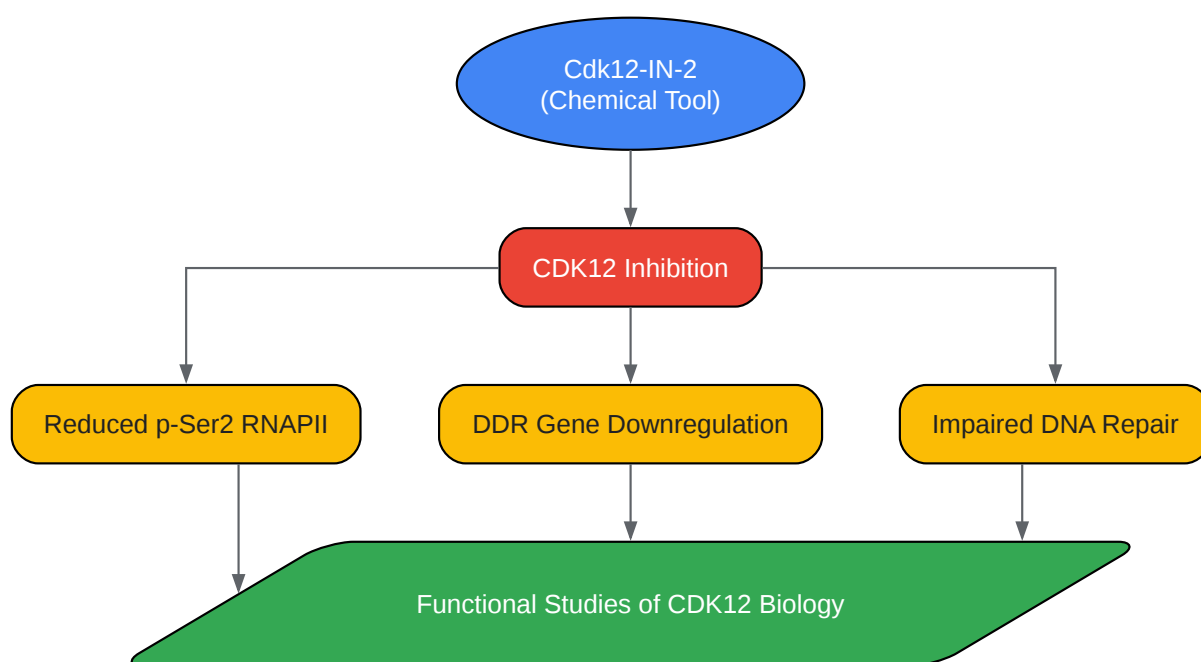 Cdk12-IN-2
(Chemical Tool)
CDK12 Inhibition
Reduced p-Ser2 RNAPII
DDR Gene Downregulation
Impaired DNA Repair
Functional Studies of CDK12 Biology